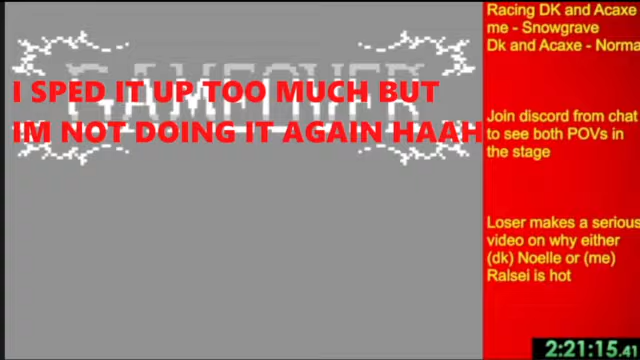 GAMEOVER
I SPED IT UP TOO MUCH BUT
IM NOT DOING IT AGAIN HAAH
Racing DK and Acaxe
me - Snowgrave
Dk and Acaxe - Norma
Join discord from chat
to see both POVs in
the stage
Loser makes a serious
video on why either
(dk) Noelle or (me)
Ralsei is hot
2:21:15.41